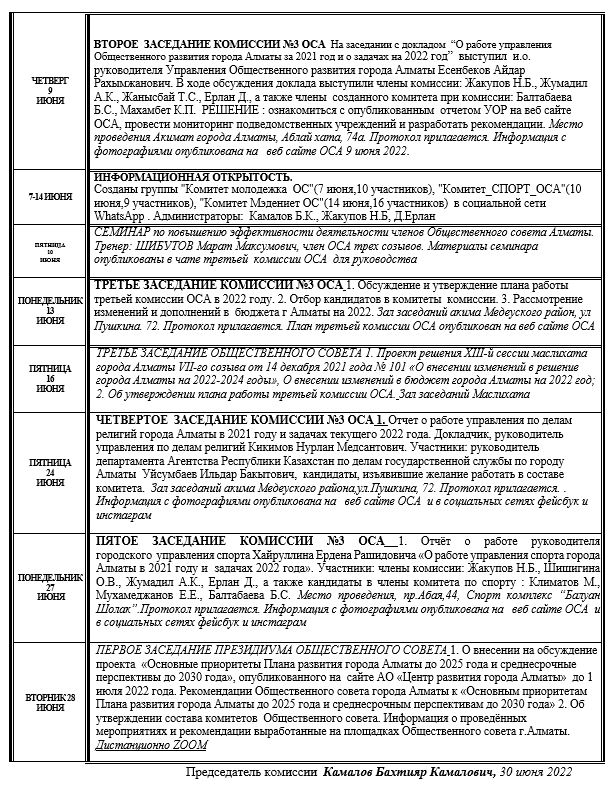 ЧЕТВЕРГ
9
ИЮНЯ
ВТОРОЕ ЗАСЕДАНИЕ КОМИССИИ №3 ОСА На заседании с докладом “О работе управления
Общественного развития города Алматы за 2021 год и о задачах на 2022 год” выступил и.о.
руководителя Управления Общественного развития города Алматы Есенбеков Айдар
Рахымжанович. В ходе обсуждения доклада выступили члены комиссии: Жакупов Н.Б., Жумадил
А.К., Жанысбай Т.С., Ерлан Д., а также члены созданного комитета при комиссии: Балтабаева
Б.С., Махамбет К.П. РЕШЕНИЕ : ознакомиться с опубликованным отчетом УОР на веб сайте
ОСА, провести мониторинг подведомственных учреждений и разработать рекомендации. Место
проведения Акимат города Алматы, Аблай хата, 74а. Протокол прилагается. Информация с
фотографиями опубликована на веб сайте ОСА 9 июня 2022.
7-14 ИЮНЯ
ИНФОРМАЦИОННАЯ ОТКРЫТОСТЬ.
Созданы группы "Комитет молодежка ОС"(7 июня,10 участников), "Комитет_СПОРТ_ОСА"(10
июня,9 участников), "Комитет Мэдениет ОС"(14 июня,16 участников) в социальной сети
WhatsApp . Администраторы: Камалов Б.К., Жакупов Н.Б, Д.Ерлан
ПЯТНИЦА
10
ИЮНЯ
СЕМИНАР по повышению эффективности деятельности членов Общественного совета Алматы.
Тренер: ШИБУТОВ Марат Максумович, член ОСА трех созывов. Материалы семинара
опубликованы в чате третьей комиссии ОСА для руководства
ПОНЕДЕЛЬНИК
13
ИЮНЯ
ТРЕТЬЕ ЗАСЕДАНИЕ КОМИССИИ №3 ОСА 1. Обсуждение и утверждение плана работы
третьей комиссии ОСА в 2022 году. 2. Отбор кандидатов в комитеты комиссии. 3. Рассмотрение
изменений и дополнений в бюджета г Алматы на 2022. Зал заседаний акима Медеуского район, ул
Пушкина. 72. Протокол прилагается. План третьей комиссии ОСА опубликован на веб сайте ОСА
ПЯТНИЦА
16
ИЮНЯ
ТРЕТЬЕ ЗАСЕДАНИЕ ОБЩЕСТВЕННОГО СОВЕТА 1. Проект решения XIII-й сессии маслихата
города Алматы VII-го созыва от 14 декабря 2021 года № 101 «О внесении изменений в решение
города Алматы на 2022-2024 годы», О внесении изменений в бюджет города Алматы на 2022 год;
2. Об утверждении плана работы третьей комиссии ОСА. Зал заседаний Маслихата
ПЯТНИЦА
24
ИЮНЯ
ЧЕТВЕРТОЕ ЗАСЕДАНИЕ КОМИССИИ №3 ОСА 1. Отчет о работе управления по делам
религий города Алматы в 2021 году и задачах текущего 2022 года. Докладчик, руководитель
управления по делам религий Кикимов Нурлан Медсантович. Участники: руководитель
департамента Агентства Республики Казахстан по делам государственной службы по городу
Алматы Уйсумбаев Ильдар Бакытович, кандидаты, изъявившие желание работать в составе
комитета. Зал заседаний акима Медеуского района,ул.Пушкина, 72. Протокол прилагается. .
Информация с фотографиями опубликована на веб сайте ОСА и в социальных сетях фейсбук и
инстаграм
ПОНЕДЕЛЬНИК
27
ИЮНЯ
ПЯТОЕ ЗАСЕДАНИЕ КОМИССИИ №3 ОСА 1. Отчёт о работе руководителя
городского управления спорта Хайруллина Ердена Рашидовича «О работе управления спорта города
Алматы в 2021 году и задачах 2022 года». Участники: члены комиссии: Жакупов Н.Б., Шишигина
О.В., Жумадил А.К., Ерлан Д., а также кандидаты в члены комитета по спорту : Климатов М.,
Мухамеджанов Е.Е., Балтабаева Б.С. Место проведения, пр.Абая,44, Спорт комплекс “Балуан
Шолак”.Протокол прилагается. Информация с фотографиями опубликована на веб сайте ОСА и
в социальных сетях фейсбук и инстаграм
ВТОРНИК 28
ИЮНЯ
ПЕРВОЕ ЗАСЕДАНИЕ ПРЕЗИДИУМА ОБЩЕСТВЕННОГО СОВЕТА 1. О внесении на обсуждение
проекта «Основные приоритеты Плана развития города Алматы до 2025 года и среднесрочные
перспективы до 2030 года», опубликованного на сайте АО «Центр развития города Алматы» до 1
июля 2022 года. Рекомендации Общественного совета города Алматы к «Основным приоритетам
Плана развития города Алматы до 2025 года и среднесрочным перспективам до 2030 года» 2. Об
утверждении состава комитетов Общественного совета. Информация о проведённых
мероприятиях и рекомендации выработанные на площадках Общественного совета г.Алматы.
Дистанционно ZOOM
Председатель комиссии Камалов Бахтияр Камалович, 30 июня 2022